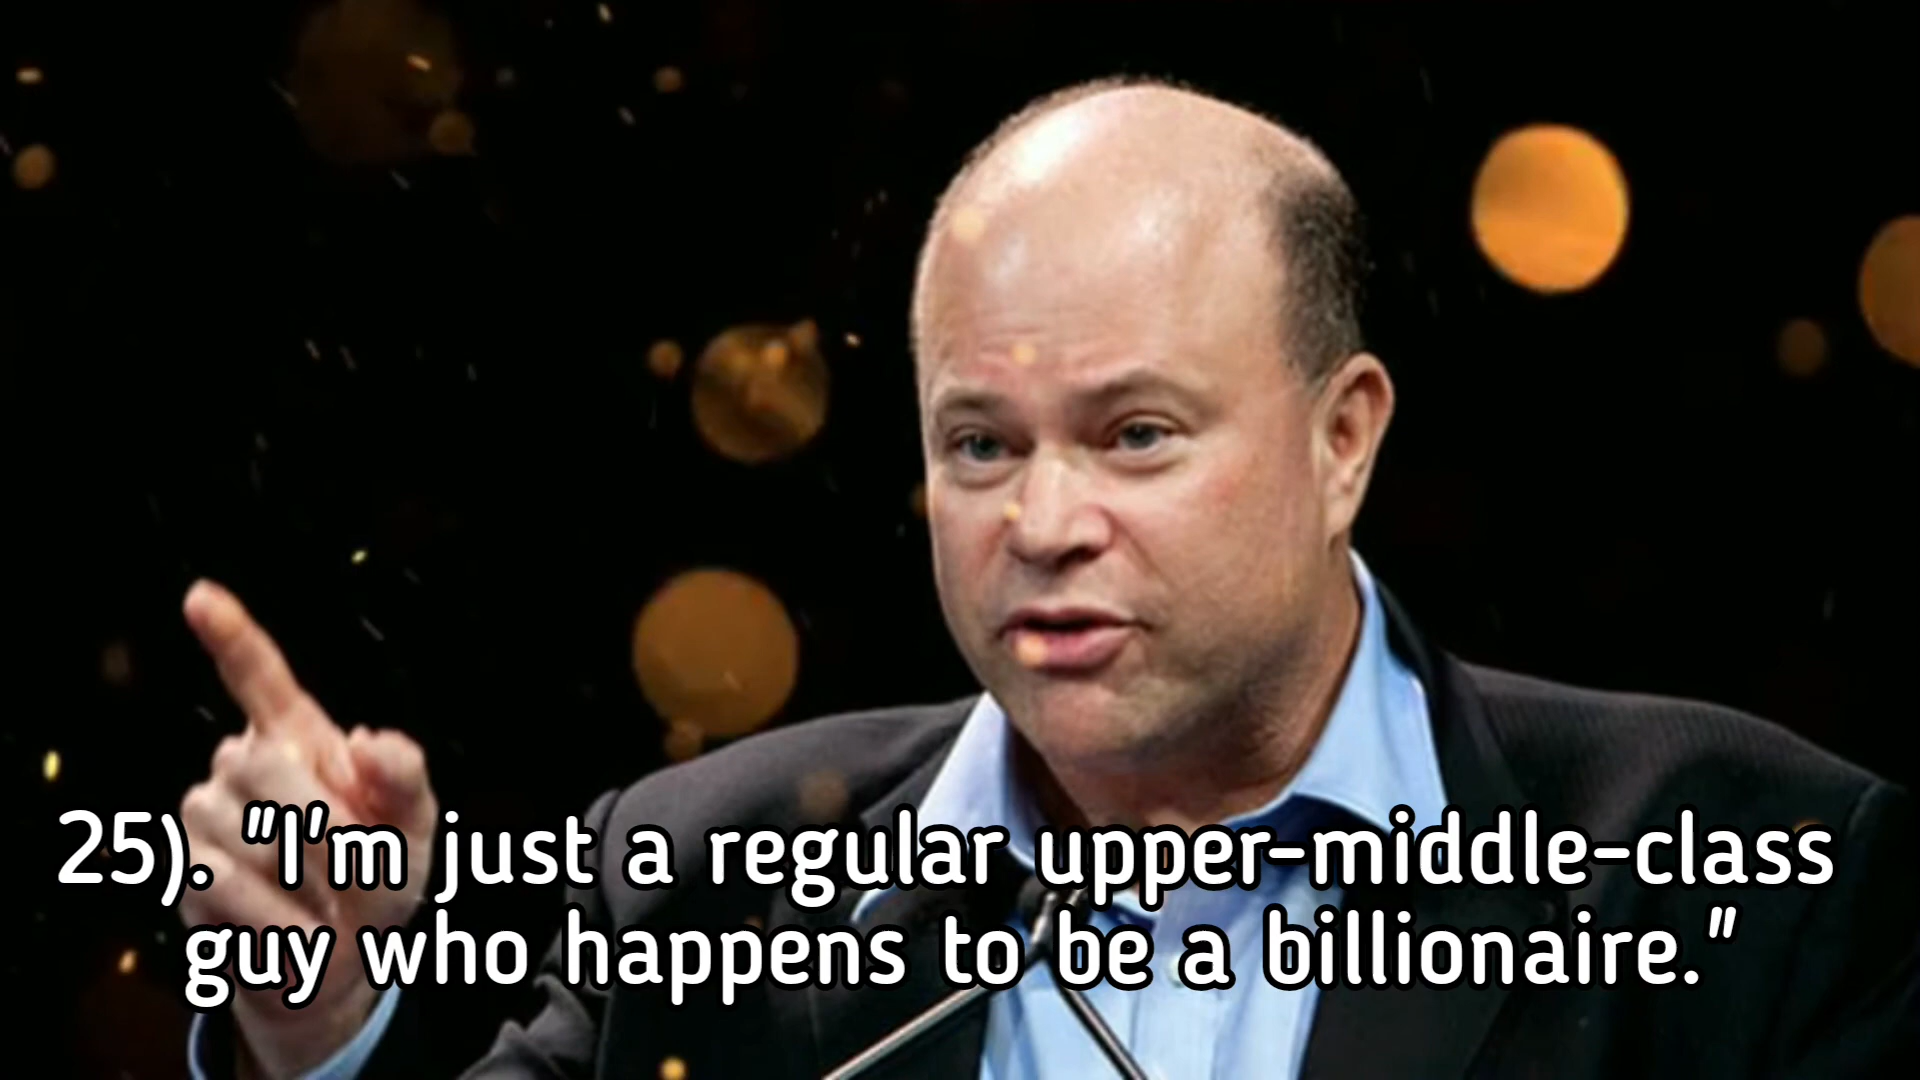 25). "I'm just a regular upper-middle-class
guy who happens to be a billionaire."